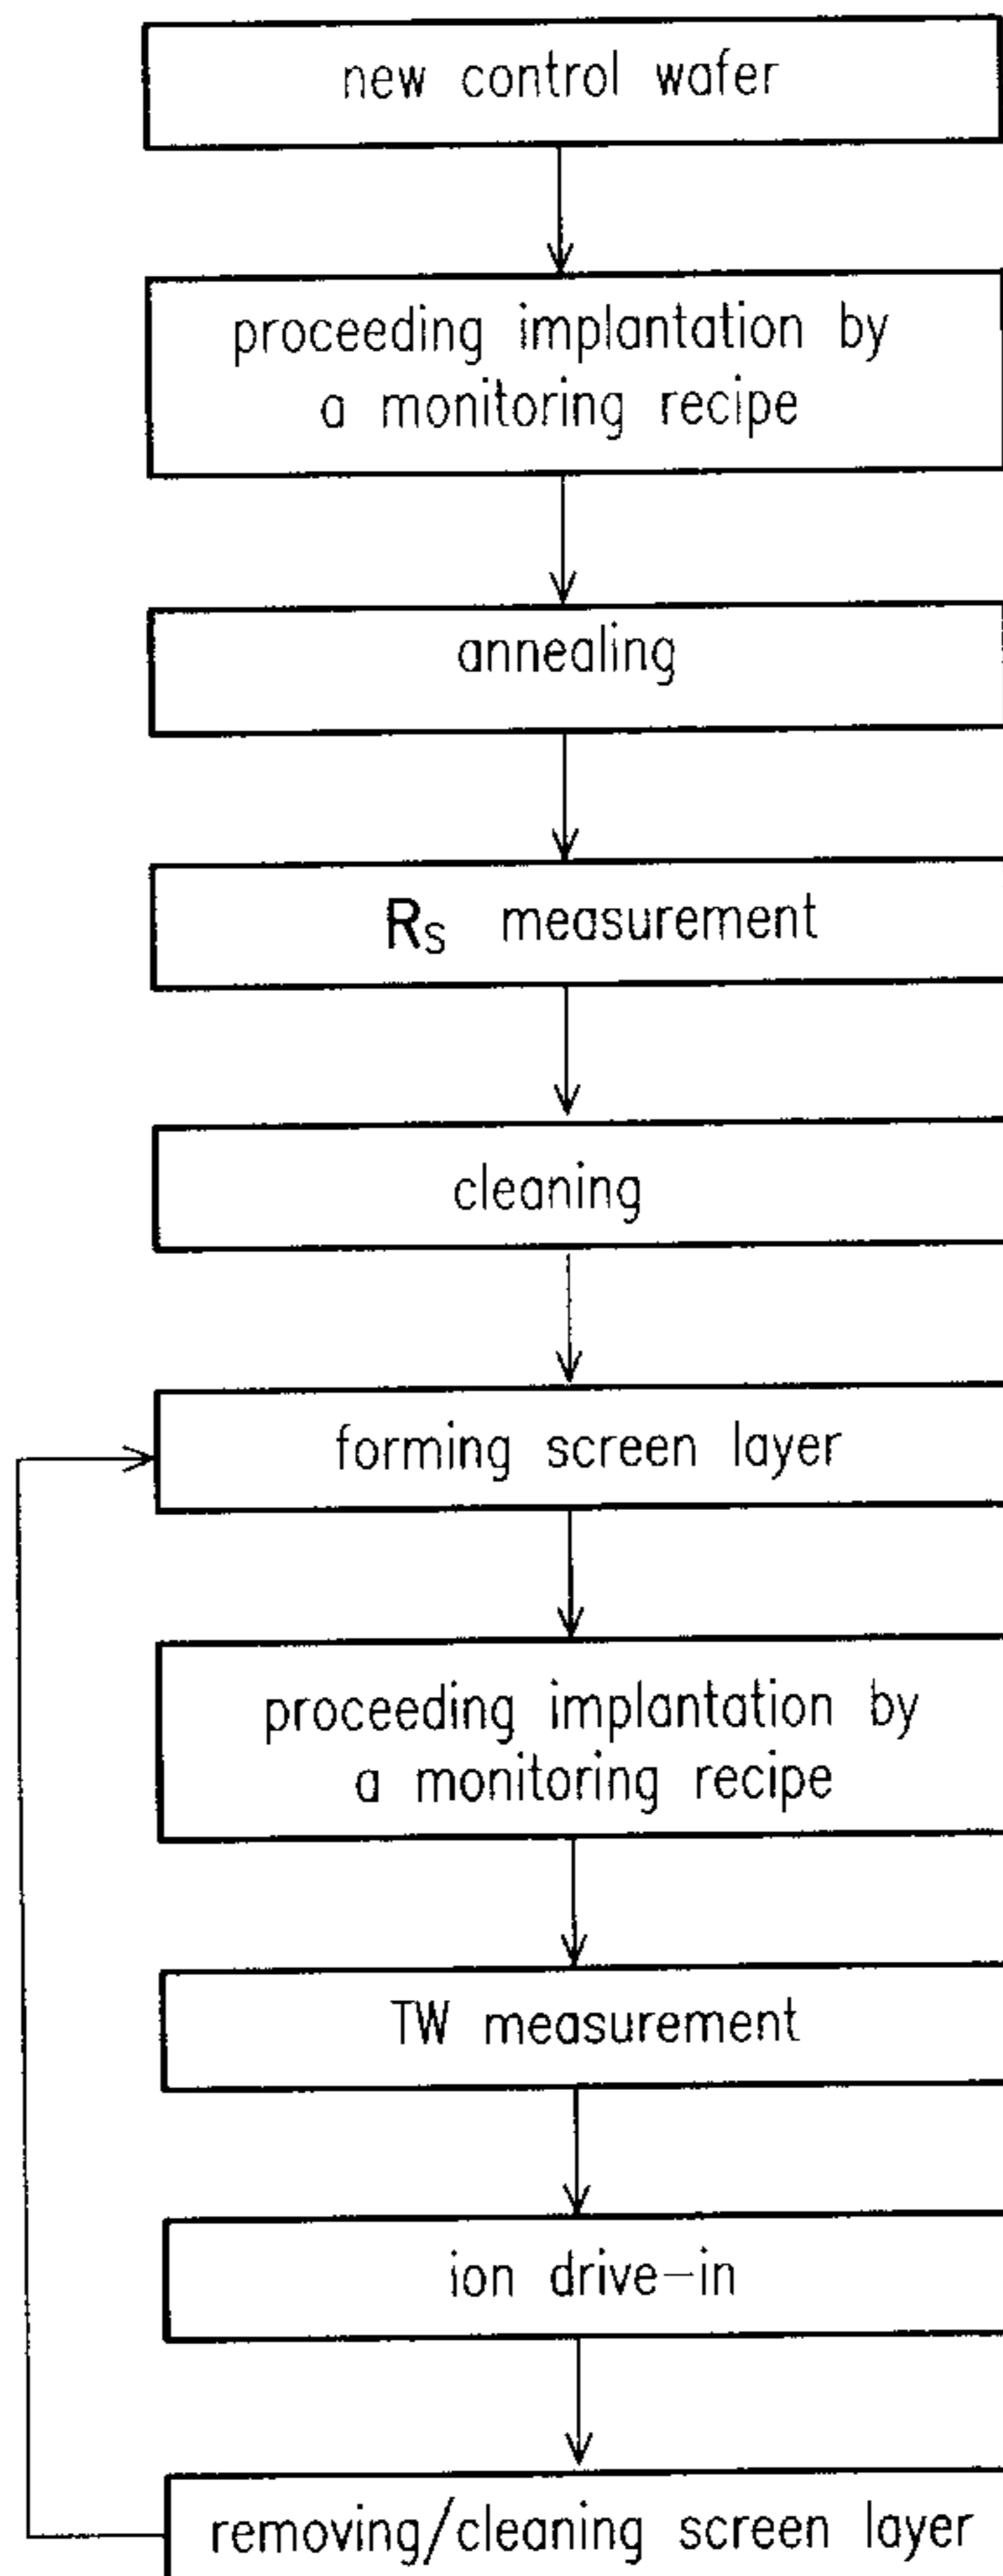 new control wafer
proceeding implantation by
a monitoring recipe
annealing
Rs measurement
cleaning
forming screen layer
proceeding implantation by
a monitoring recipe
TW measurement
ion drive-in
removing/cleaning screen layer